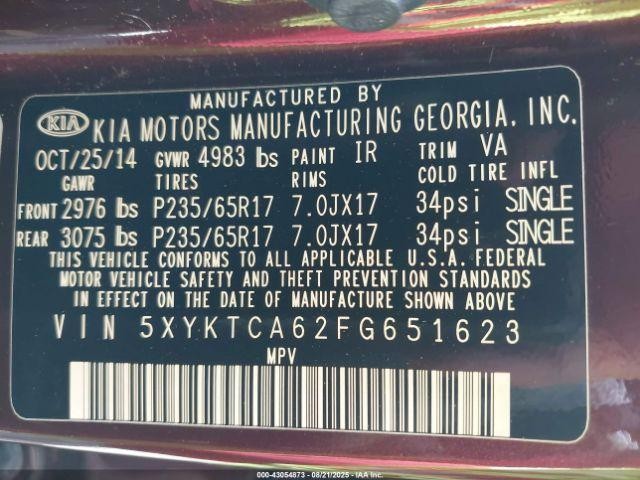 MANUFACTURED BY
KIA KIA MOTORS MANUFACTURING GEORGIA, INC.
OCT/25/14 GVWR 4983 lbs PAINT IR TRIM VA
GAWR TIRES RIMS COLD TIRE INFL
FRONT 2976 lbs P235/65R17 7.0JX17 34psi SINGLE
REAR 3075 lbs P235/65R17 7.0JX17 34psi SINGLE
THIS VEHICLE CONFORMS TO ALL APPLICABLE U.S.A. FEDERAL
MOTOR VEHICLE SAFETY AND THEFT PREVENTION STANDARDS
IN EFFECT ON THE DATE OF MANUFACTURE SHOWN ABOVE
VIN 5XYKTCA62FG651623
MPV
000-43054873 - 08/21/2025 - IAA Inc.